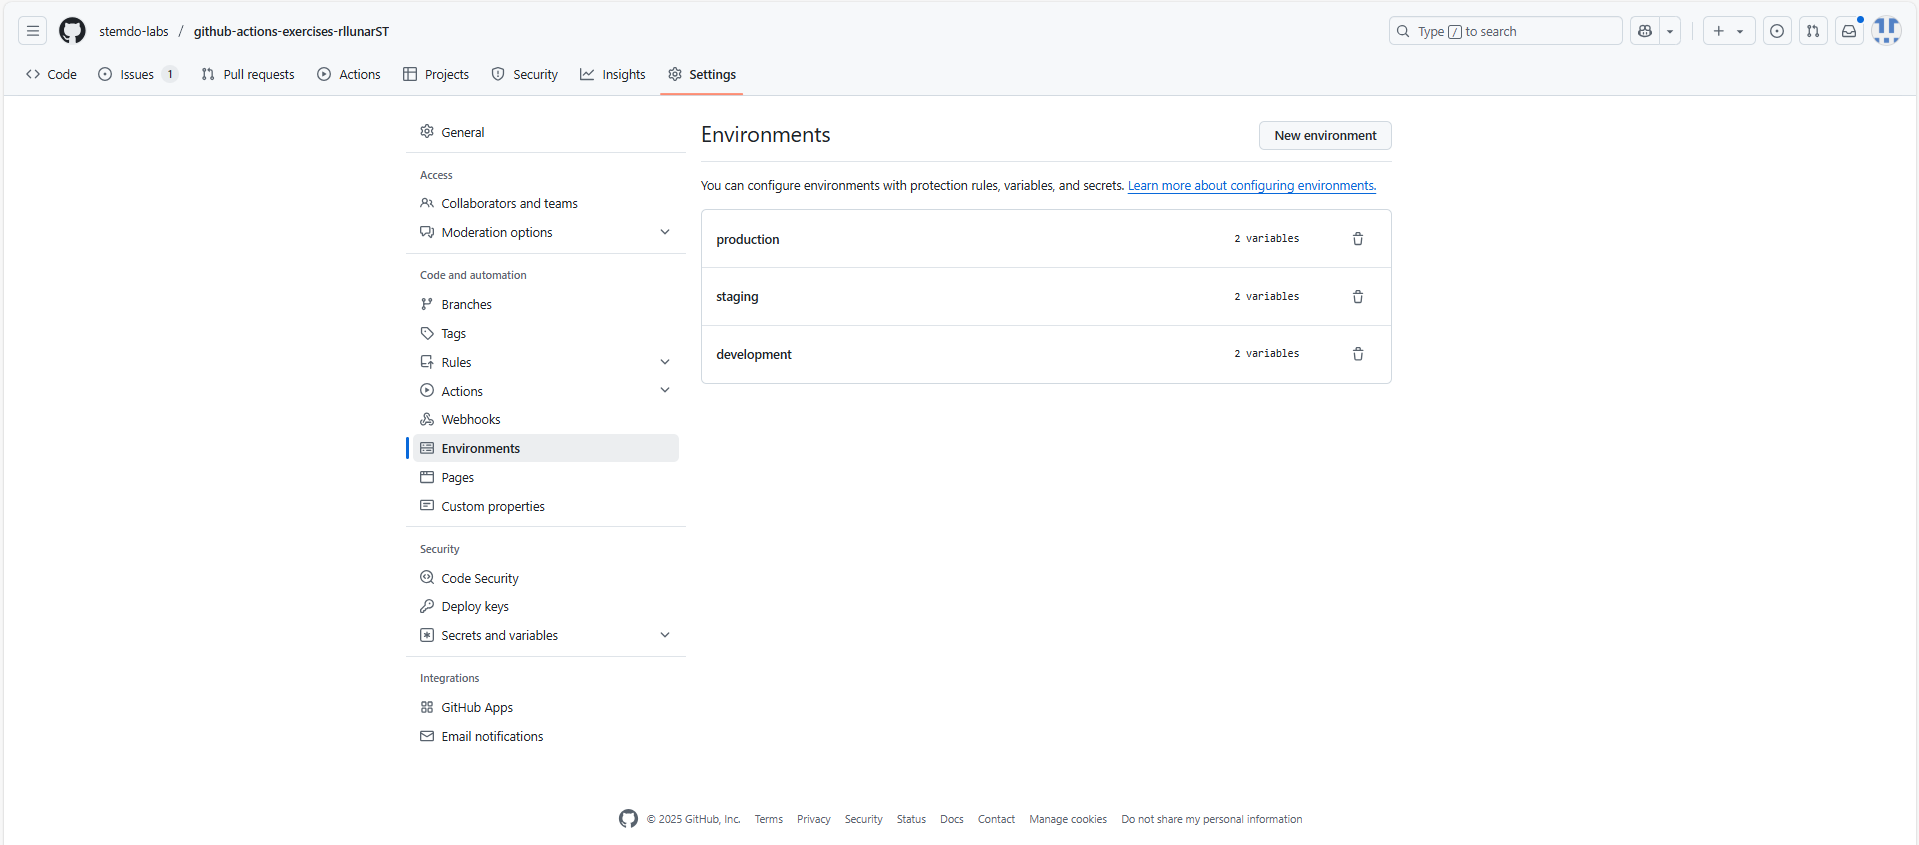 stemdo-labs / github-actions-exercises-rllunarST
Type / to search
Code
Issues 1
Pull requests
Actions
Projects
Security
Insights
Settings
General
Access
Collaborators and teams
Moderation options
Code and automation
Branches
Tags
Rules
Actions
Webhooks
Environments
Pages
Custom properties
Security
Code Security
Deploy keys
Secrets and variables
Integrations
GitHub Apps
Email notifications
Environments
New environment
You can configure environments with protection rules, variables, and secrets. Learn more about configuring environments.
production 2 variables
staging 2 variables
development 2 variables
© 2025 GitHub, Inc. Terms Privacy Security Status Docs Contact Manage cookies Do not share my personal information